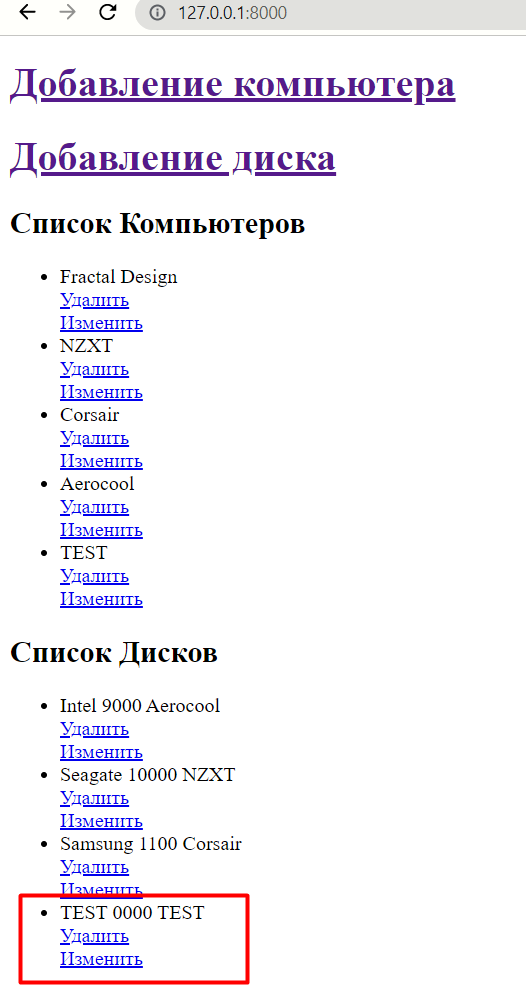 127.0.0.1:8000
Добавление компьютера
Добавление диска
Список Компьютеров
Fractal Design
Удалить
Изменить
NZXT
Удалить
Изменить
Corsair
Удалить
Изменить
Aerocool
Удалить
Изменить
TEST
Удалить
Изменить
Список Дисков
Intel 9000 Aerocool
Удалить
Изменить
Seagate 10000 NZXT
Удалить
Изменить
Samsung 1100 Corsair
Удалить
Изменить
TEST 0000 TEST
Удалить
Изменить